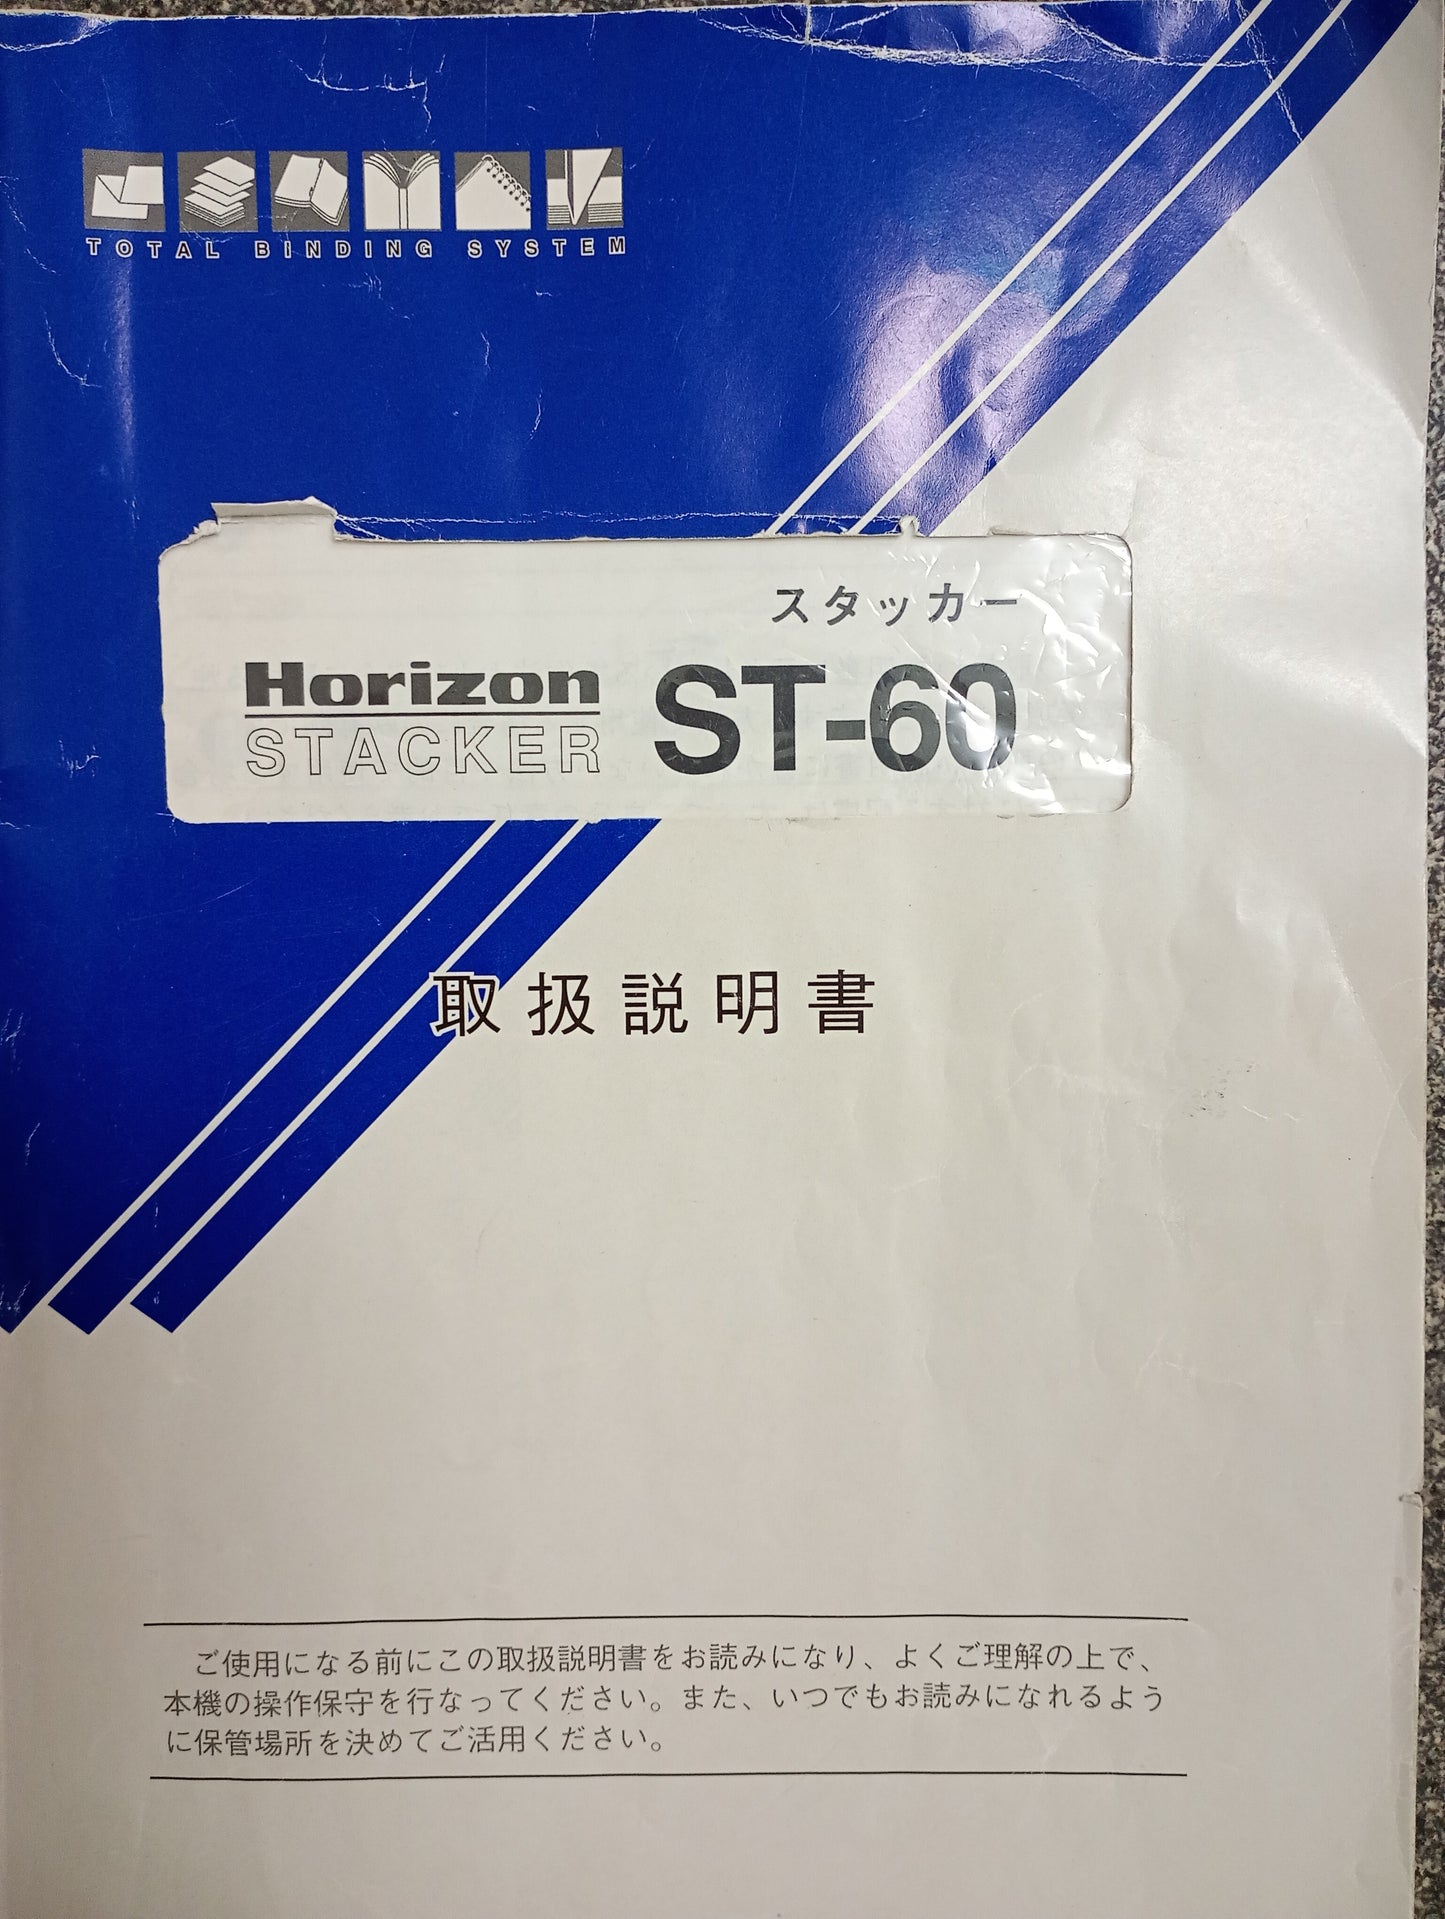 TOTAL BINDING SYSTEM
スタッカー
Horizon
STACKER
ST-60
取扱説明書
ご使用になる前にこの取扱説明書をお読みになり、よくご理解の上で、
本機の操作保守を行なってください。また、いつでもお読みになれるよう
に保管場所を決めてご活用ください。